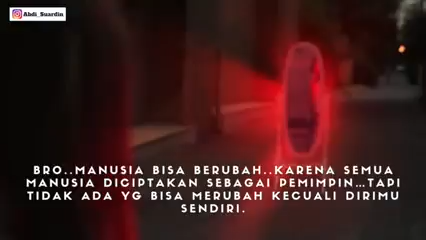 Abdi_Suardin
BRO..MANUSIA BISA BERUBAH..KARENA SEMUA
MANUSIA DICIPTAKAN SEBAGAI PEMIMPIN...TAPI
TIDAK ADA YG BISA MERUBAH KECUALI DIRIMU
SENDIRI.